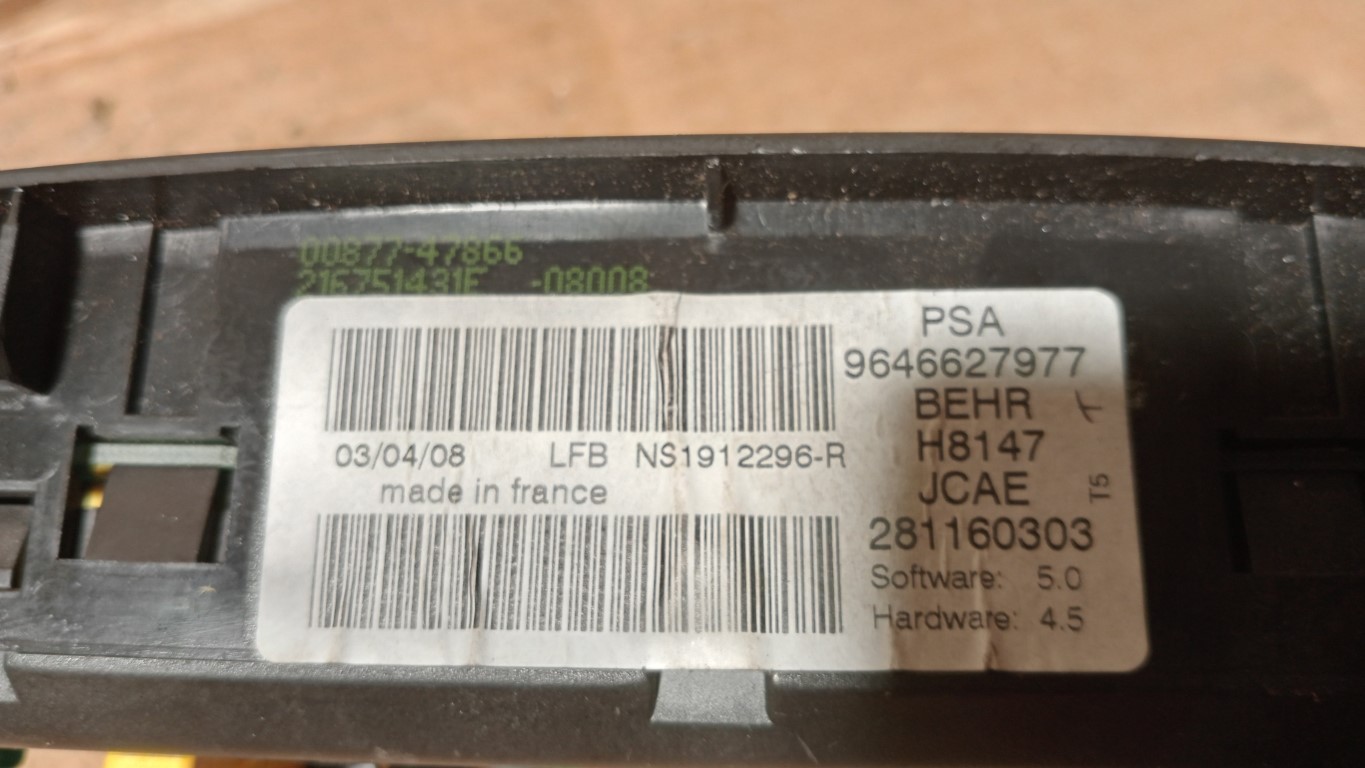 00877-47866
216751431E -08008
PSA
9646627977
BEHR
H8147
JCAE
T5
281160303
Software: 5.0
Hardware: 4.5
03/04/08 LFB NS1912296-R
made in france